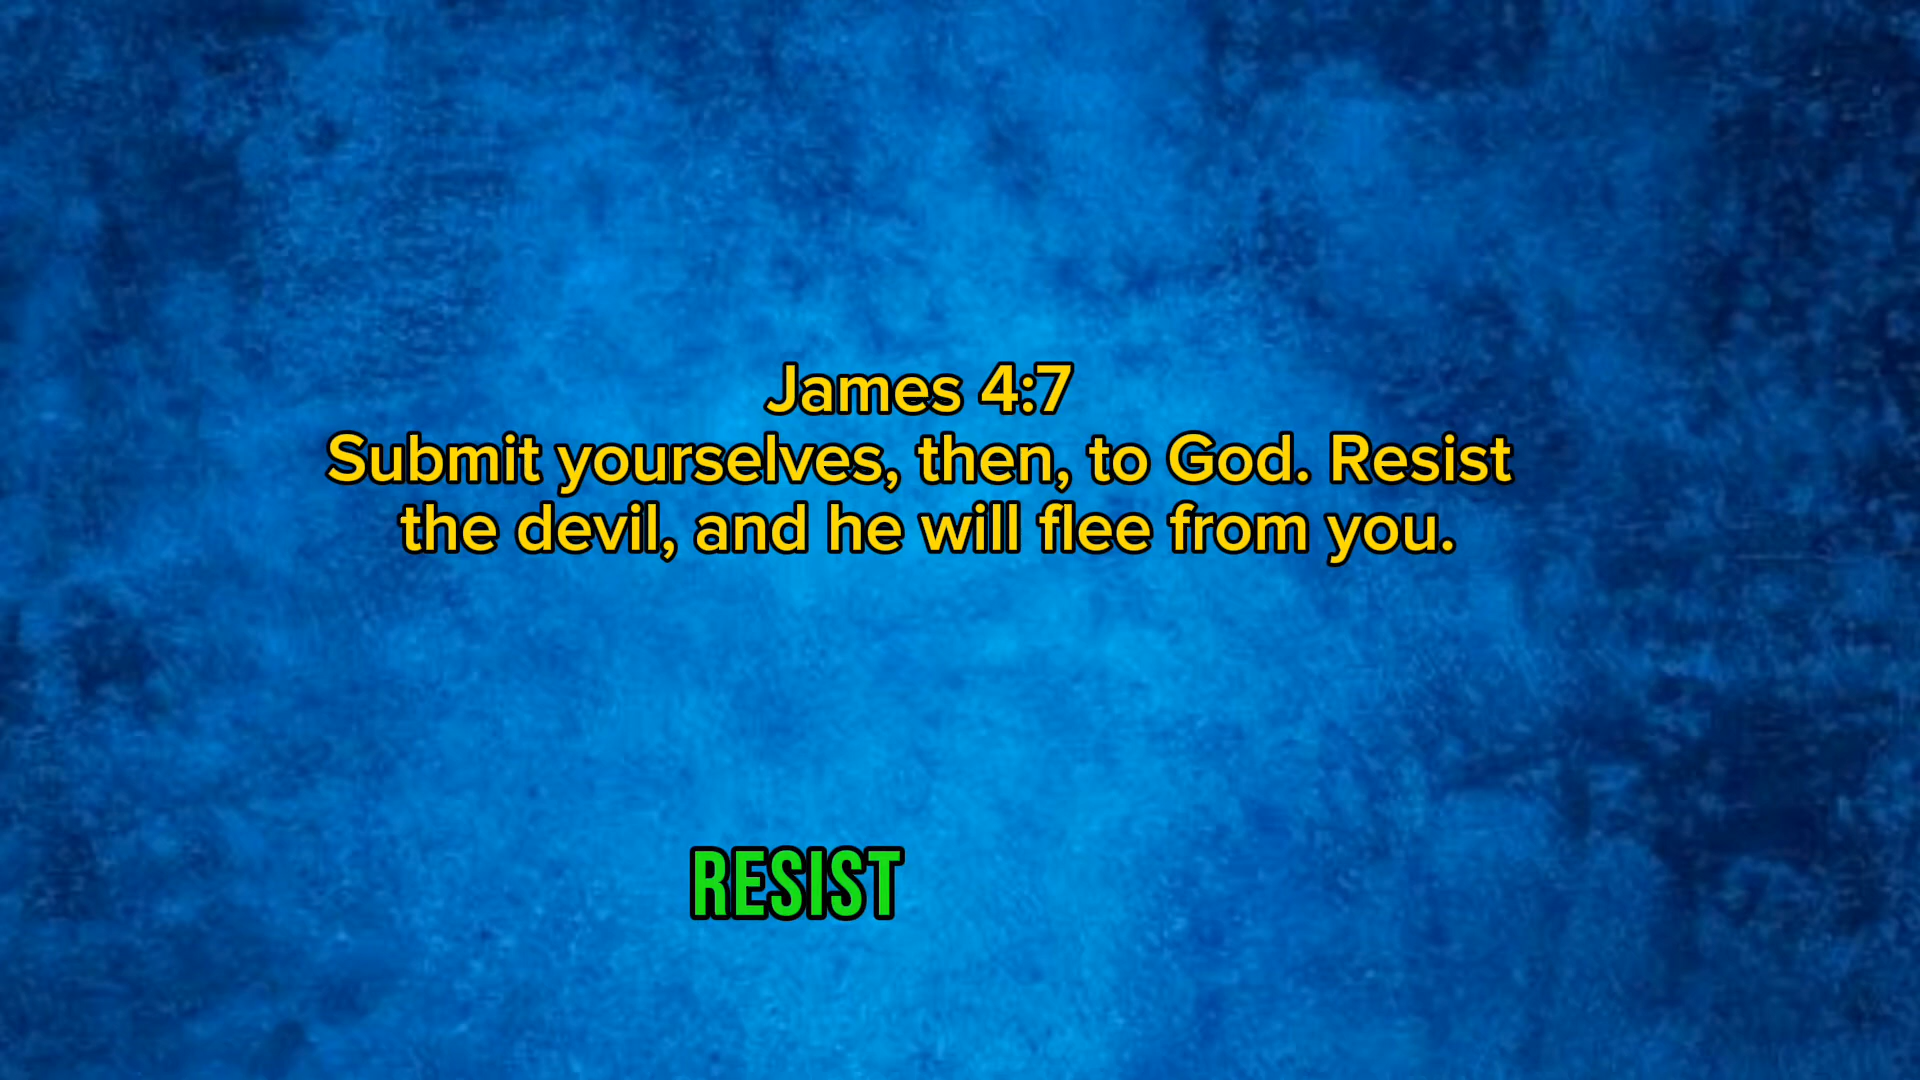 James 4:7
Submit yourselves, then, to God. Resist
the devil, and he will flee from you.
RESIST